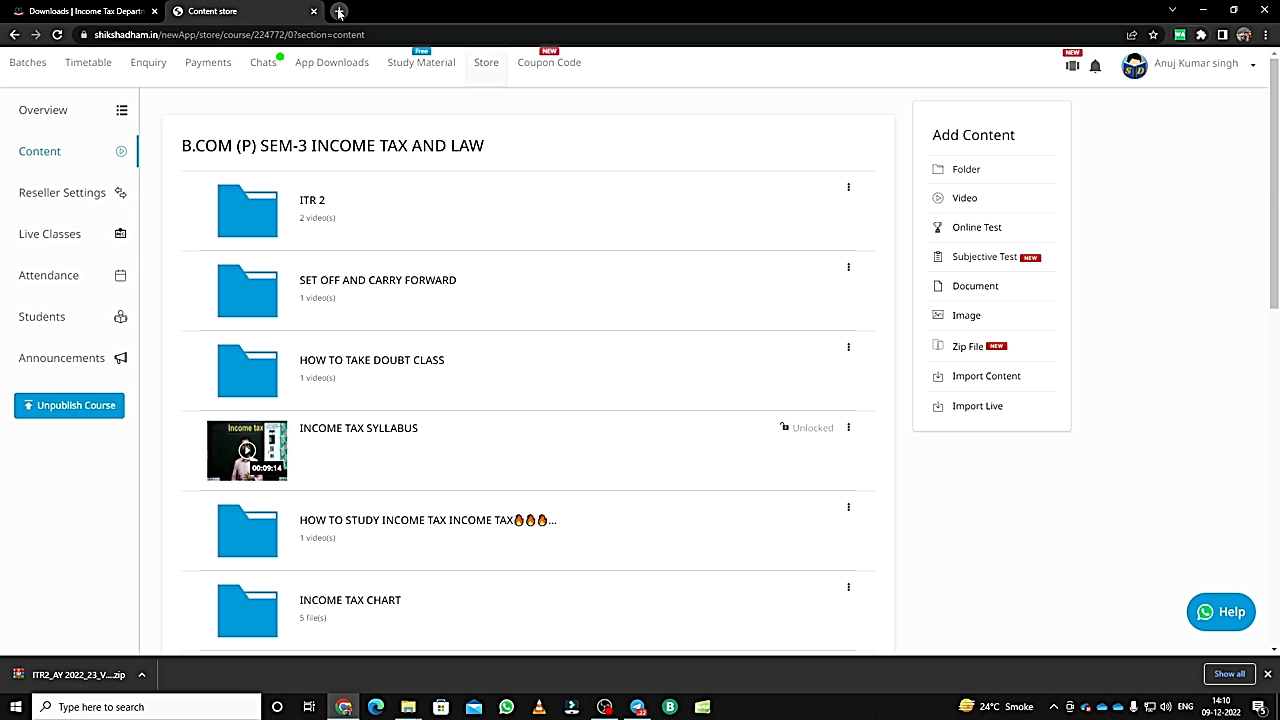 Downloads | Income Tax Departm
Content store
shikshadham.in/newApp/store/course/224772/0?section=content
Batches
Timetable
Enquiry
Payments
Chats
App Downloads
Free
Study Material
Store
NEW
Coupon Code
NEW
Anuj Kumar singh
Overview
Content
Reseller Settings
Live Classes
Attendance
Students
Announcements
Unpublish Course
B.COM (P) SEM-3 INCOME TAX AND LAW
ITR 2
2 video(s)
SET OFF AND CARRY FORWARD
1 video(s)
HOW TO TAKE DOUBT CLASS
1 video(s)
Income tax
00:09:14
INCOME TAX SYLLABUS
Unlocked
HOW TO STUDY INCOME TAX INCOME TAX🔥🔥🔥...
1 video(s)
INCOME TAX CHART
5 file(s)
Add Content
Folder
Video
Online Test
Subjective Test NEW
Document
Image
Zip File NEW
Import Content
Import Live
Help
ITR2_AY 2022_23_V....zip
Show all
Type here to search
24°C Smoke
ENG
14:10
09-12-2022